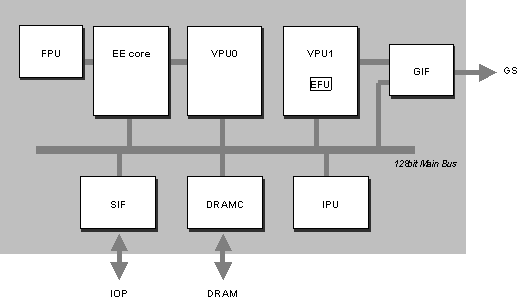 FPU
EE core
VPU0
VPU1
EFU
GIF
GS
128bit Main Bus
SIF
DRAMC
IPU
IOP
DRAM